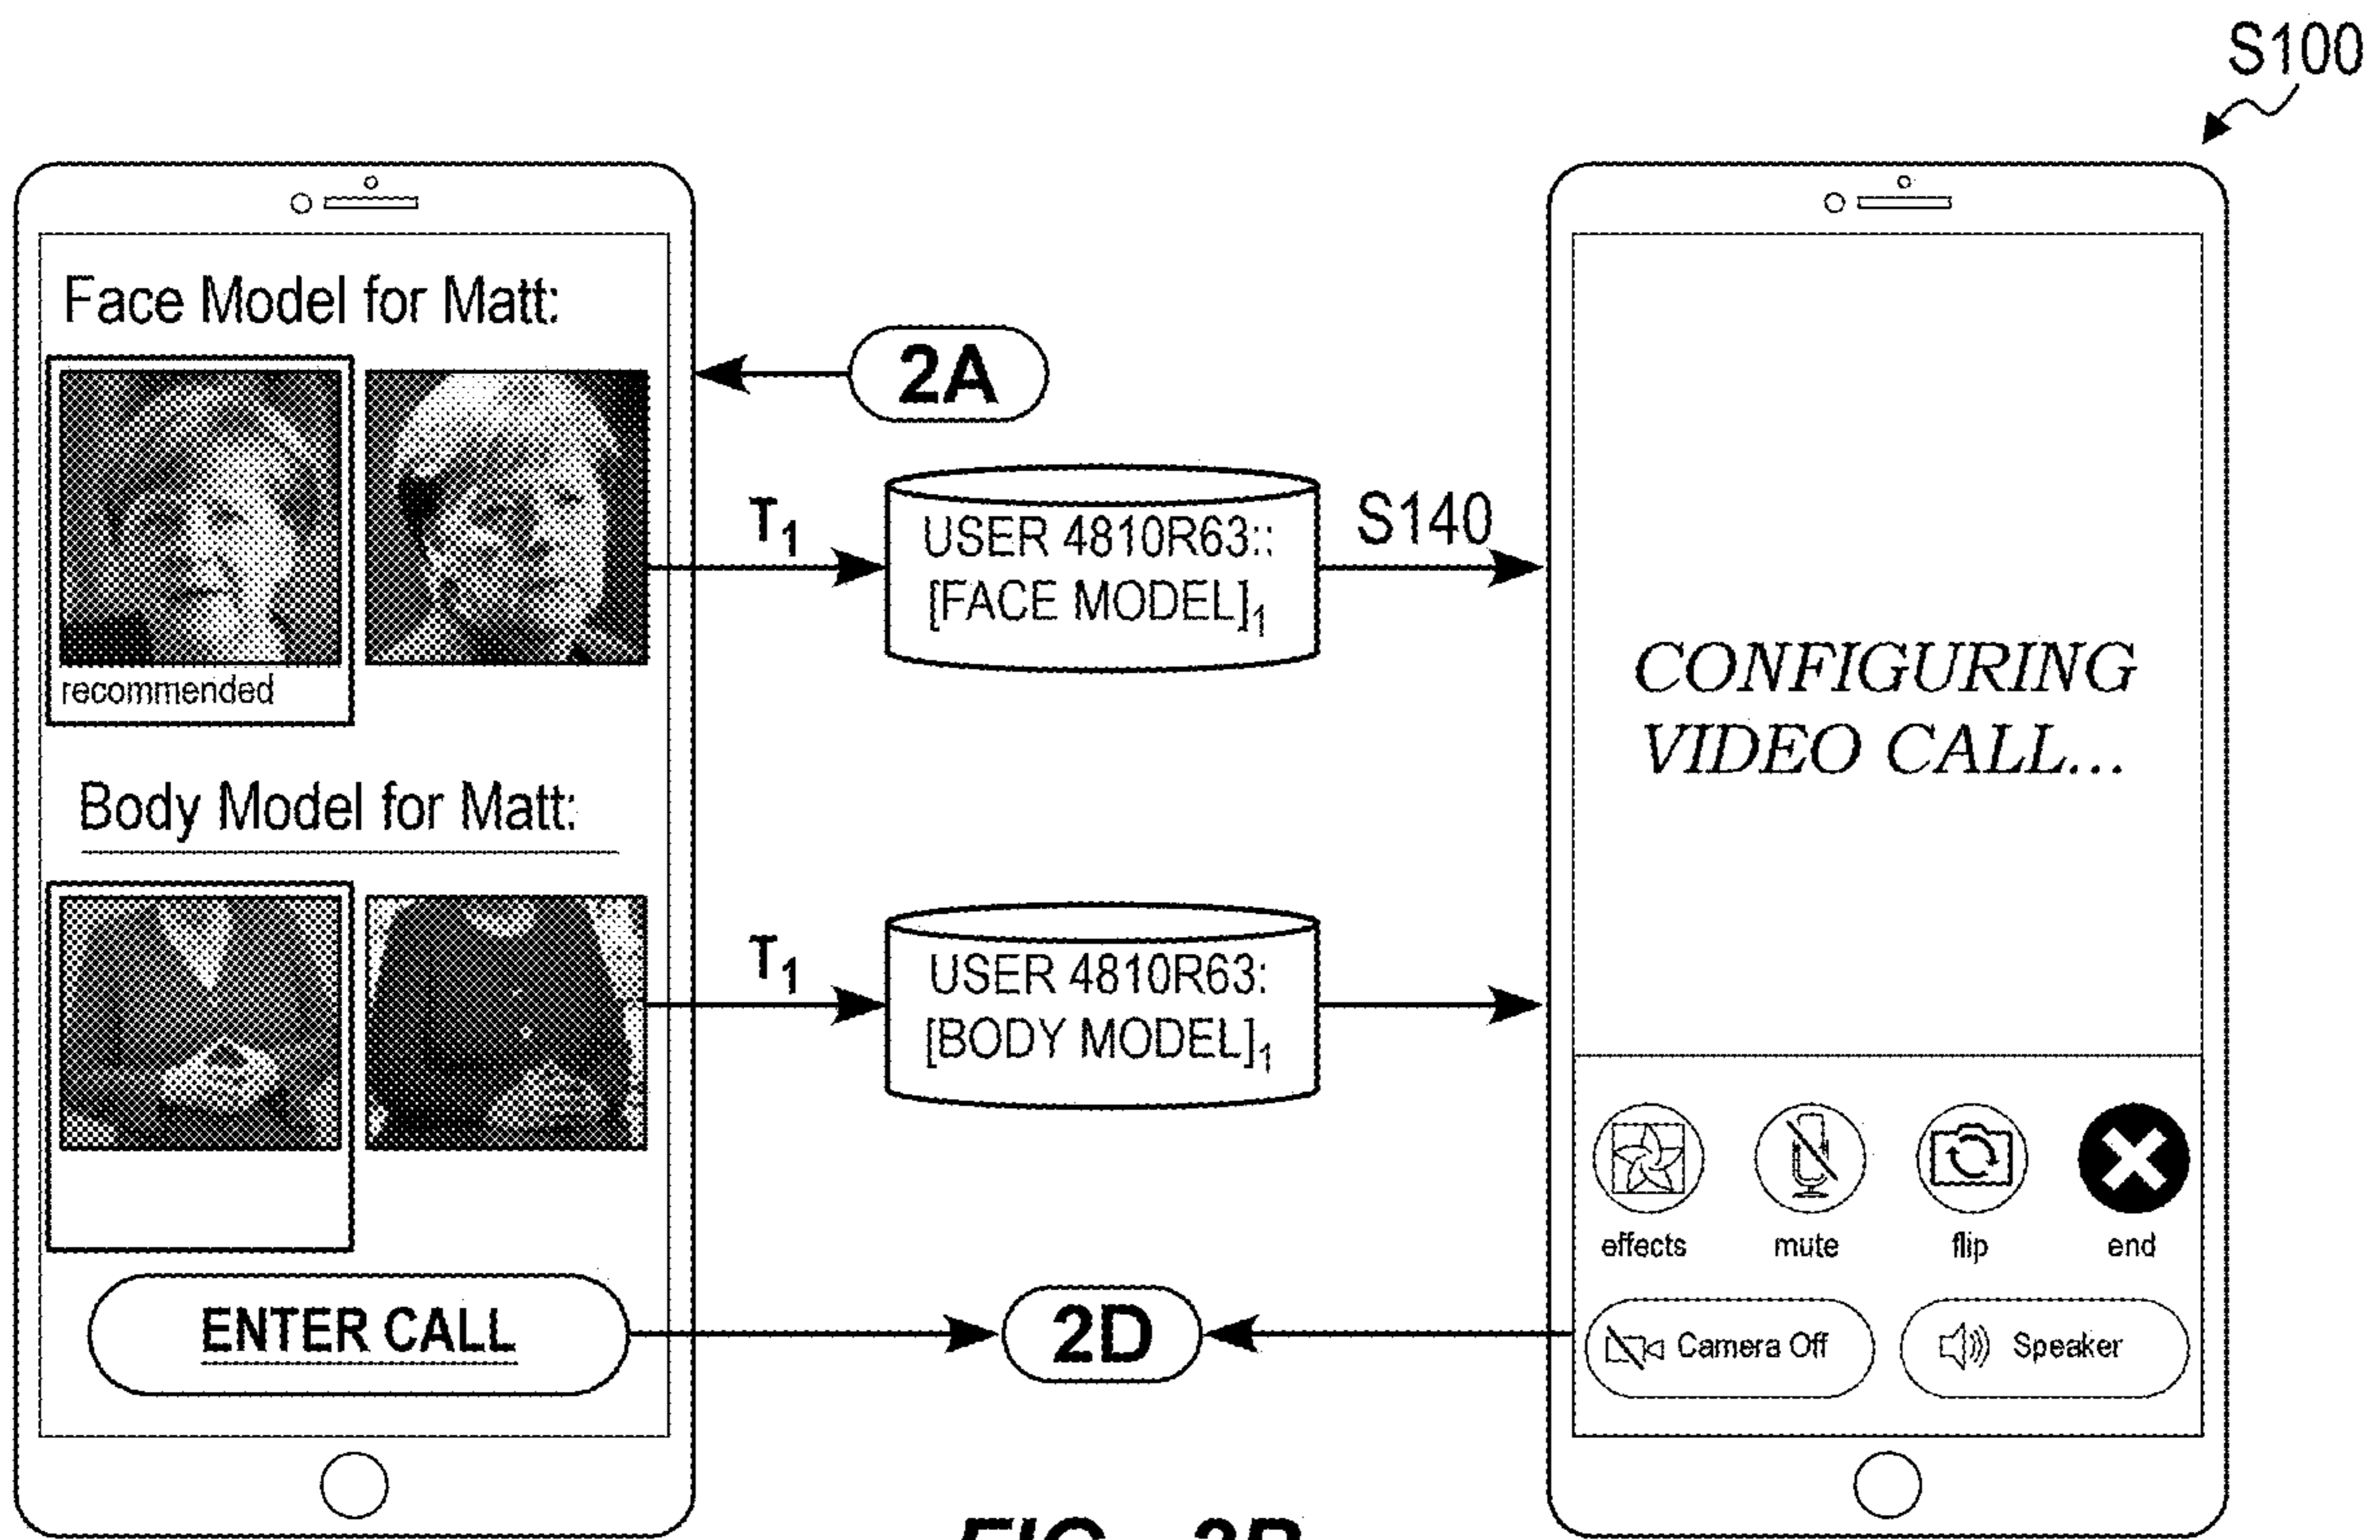 S100
Face Model for Matt:
recommended
Body Model for Matt:
ENTER CALL
2A
T1
USER 4810R63::
[FACE MODEL]1
S140
T1
USER 4810R63:
[BODY MODEL]1
2D
CONFIGURING
VIDEO CALL...
effects mute flip end
Camera Off Speaker